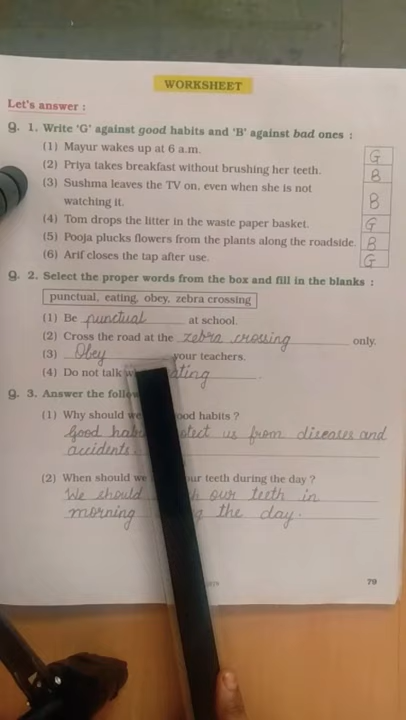 WORKSHEET
Let's answer :
Q. 1. Write 'G' against good habits and 'B' against bad ones :
(1) Mayur wakes up at 6 a.m. G
(2) Priya takes breakfast without brushing her teeth. B
(3) Sushma leaves the TV on, even when she is not
watching it. B
(4) Tom drops the litter in the waste paper basket. G
(5) Pooja plucks flowers from the plants along the roadside. B
(6) Arif closes the tap after use. G
Q. 2. Select the proper words from the box and fill in the blanks :
punctual, eating, obey, zebra crossing
(1) Be punctual at school.
(2) Cross the road at the zebra crossing only.
(3) Obey your teachers.
(4) Do not talk
Q. 3. Answer the
(1) Why should we habits ?
Good us from diseases and
accidents.
(2) When should we teeth during the day ?
We should our teeth in
morning the day.
79